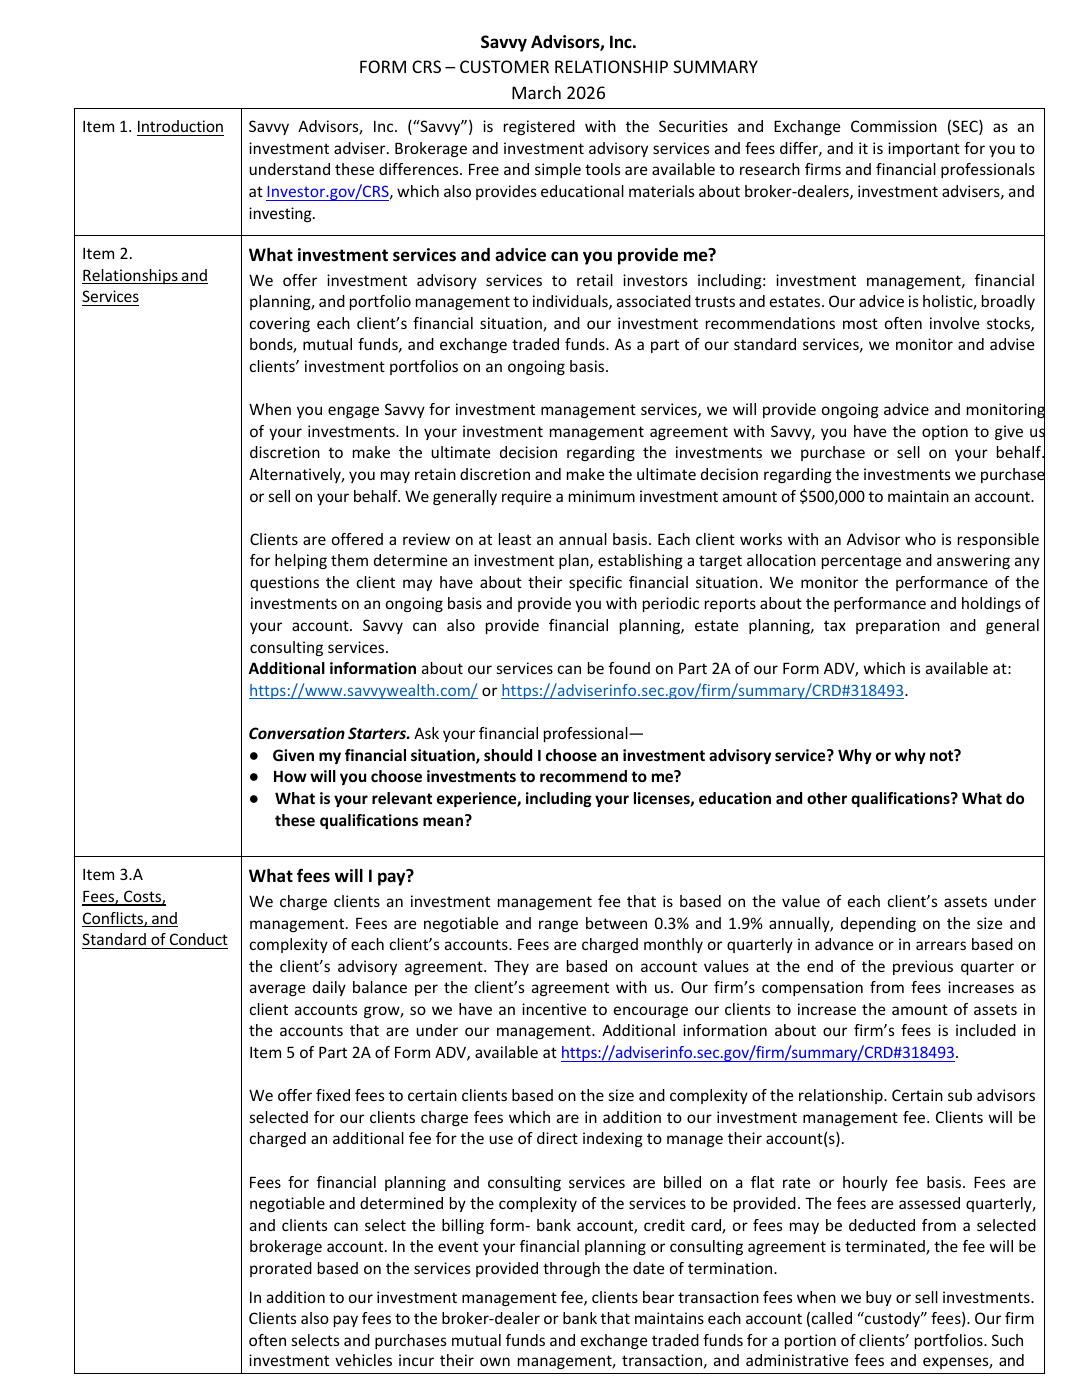 Savvy Advisors, Inc.
FORM CRS – CUSTOMER RELATIONSHIP SUMMARY
March 2026
Item 1. Introduction
Savvy Advisors, Inc. (“Savvy”) is registered with the Securities and Exchange Commission (SEC) as an
investment adviser. Brokerage and investment advisory services and fees differ, and it is important for you to
understand these differences. Free and simple tools are available to research firms and financial professionals
at Investor.gov/CRS, which also provides educational materials about broker-dealers, investment advisers, and
investing.
Item 2.
Relationships and
Services
What investment services and advice can you provide me?
We offer investment advisory services to retail investors including: investment management, financial
planning, and portfolio management to individuals, associated trusts and estates. Our advice is holistic, broadly
covering each client’s financial situation, and our investment recommendations most often involve stocks,
bonds, mutual funds, and exchange traded funds. As a part of our standard services, we monitor and advise
clients’ investment portfolios on an ongoing basis.
When you engage Savvy for investment management services, we will provide ongoing advice and monitoring
of your investments. In your investment management agreement with Savvy, you have the option to give us
discretion to make the ultimate decision regarding the investments we purchase or sell on your behalf.
Alternatively, you may retain discretion and make the ultimate decision regarding the investments we purchase
or sell on your behalf. We generally require a minimum investment amount of $500,000 to maintain an account.
Clients are offered a review on at least an annual basis. Each client works with an Advisor who is responsible
for helping them determine an investment plan, establishing a target allocation percentage and answering any
questions the client may have about their specific financial situation. We monitor the performance of the
investments on an ongoing basis and provide you with periodic reports about the performance and holdings of
your account. Savvy can also provide financial planning, estate planning, tax preparation and general
consulting services.
Additional information about our services can be found on Part 2A of our Form ADV, which is available at:
https://www.savvywealth.com/ or https://adviserinfo.sec.gov/firm/summary/CRD#318493.
Conversation Starters. Ask your financial professional—
● Given my financial situation, should I choose an investment advisory service? Why or why not?
● How will you choose investments to recommend to me?
● What is your relevant experience, including your licenses, education and other qualifications? What do
these qualifications mean?
Item 3.A
Fees, Costs,
Conflicts, and
Standard of Conduct
What fees will I pay?
We charge clients an investment management fee that is based on the value of each client’s assets under
management. Fees are negotiable and range between 0.3% and 1.9% annually, depending on the size and
complexity of each client’s accounts. Fees are charged monthly or quarterly in advance or in arrears based on
the client’s advisory agreement. They are based on account values at the end of the previous quarter or
average daily balance per the client’s agreement with us. Our firm’s compensation from fees increases as
client accounts grow, so we have an incentive to encourage our clients to increase the amount of assets in
the accounts that are under our management. Additional information about our firm’s fees is included in
Item 5 of Part 2A of Form ADV, available at https://adviserinfo.sec.gov/firm/summary/CRD#318493.
We offer fixed fees to certain clients based on the size and complexity of the relationship. Certain sub advisors
selected for our clients charge fees which are in addition to our investment management fee. Clients will be
charged an additional fee for the use of direct indexing to manage their account(s).
Fees for financial planning and consulting services are billed on a flat rate or hourly fee basis. Fees are
negotiable and determined by the complexity of the services to be provided. The fees are assessed quarterly,
and clients can select the billing form- bank account, credit card, or fees may be deducted from a selected
brokerage account. In the event your financial planning or consulting agreement is terminated, the fee will be
prorated based on the services provided through the date of termination.
In addition to our investment management fee, clients bear transaction fees when we buy or sell investments.
Clients also pay fees to the broker-dealer or bank that maintains each account (called “custody” fees). Our firm
often selects and purchases mutual funds and exchange traded funds for a portion of clients’ portfolios. Such
investment vehicles incur their own management, transaction, and administrative fees and expenses, and